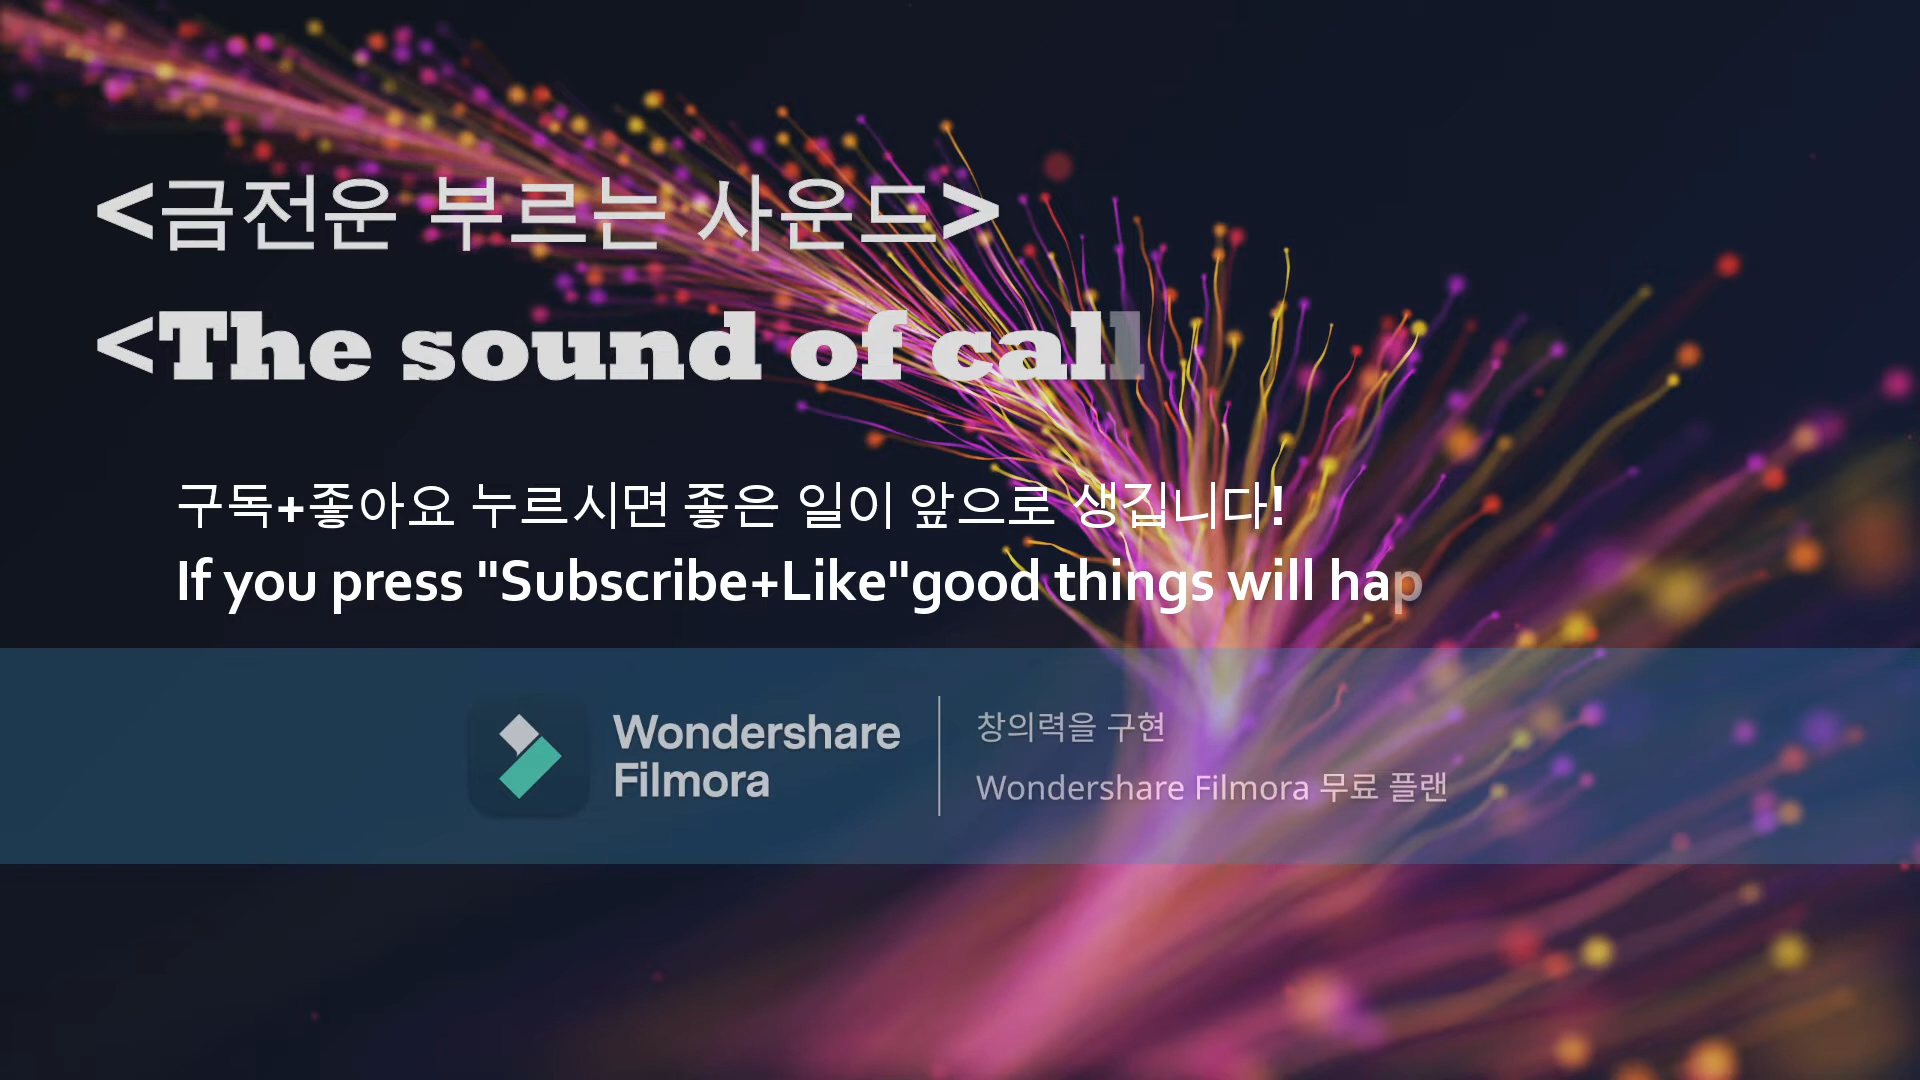 <금전운 부르는 사운드>
<The sound of call
구독+좋아요 누르시면 좋은 일이 앞으로 생깁니다!
If you press "Subscribe+Like"good things will hap
Wondershare
Filmora
창의력을 구현
Wondershare Filmora 무료 플랜